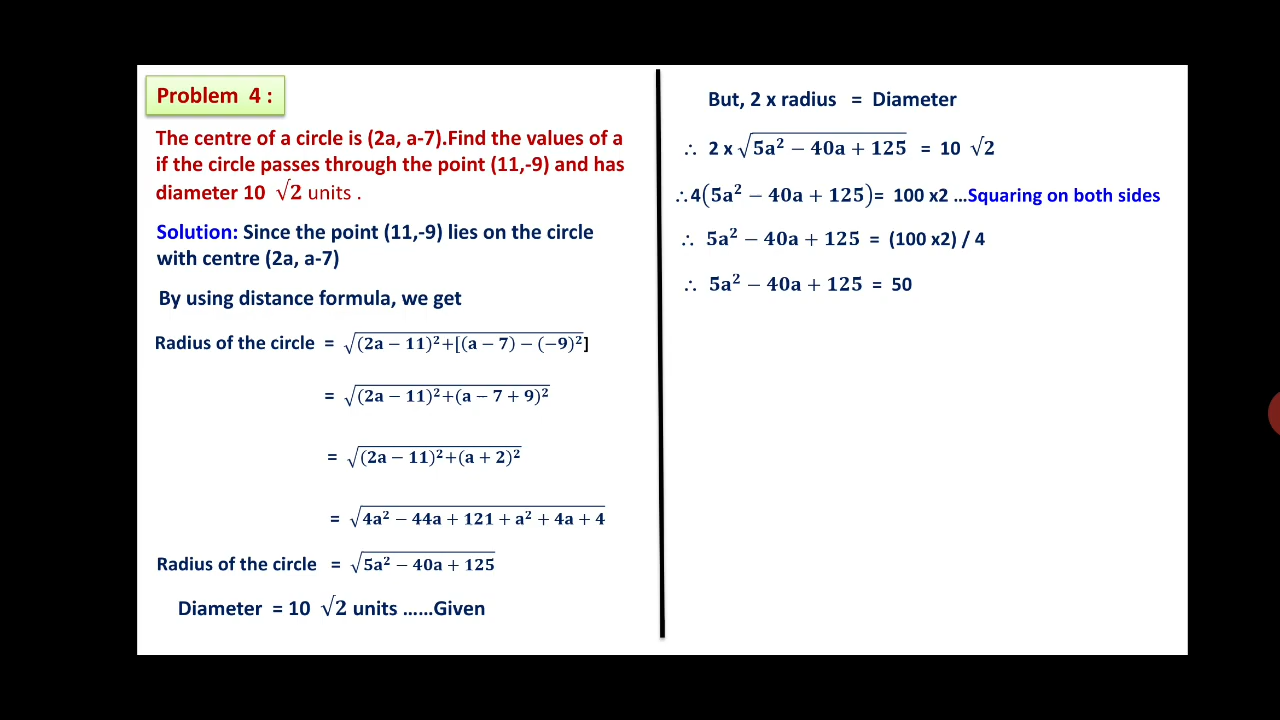 Problem 4 :
The centre of a circle is (2a, a-7).Find the values of a
if the circle passes through the point (11,-9) and has
diameter 10 √2 units .
Solution: Since the point (11,-9) lies on the circle
with centre (2a, a-7)
By using distance formula, we get
Radius of the circle = √(2a − 11)²+[(a − 7) − (−9)²]
= √(2a − 11)²+(a − 7 + 9)²
= √(2a − 11)²+(a + 2)²
= √4a² − 44a + 121 + a² + 4a + 4
Radius of the circle = √5a² − 40a + 125
Diameter = 10 √2 units ......Given
But, 2 x radius = Diameter
∴ 2 x √5a² − 40a + 125 = 10 √2
∴4(5a² − 40a + 125)= 100 x2 ...Squaring on both sides
∴ 5a² − 40a + 125 = (100 x2) / 4
∴ 5a² − 40a + 125 = 50